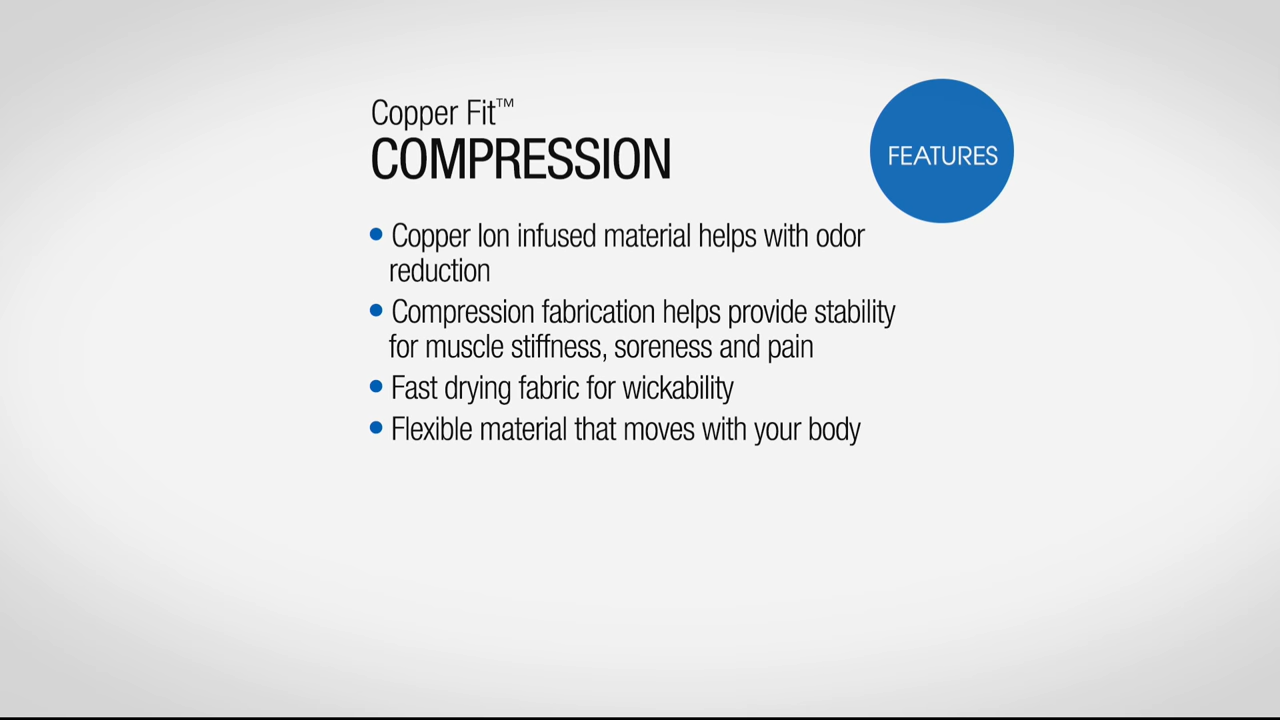 Copper Fit™
COMPRESSION
FEATURES
• Copper Ion infused material helps with odor
reduction
• Compression fabrication helps provide stability
for muscle stiffness, soreness and pain
• Fast drying fabric for wickability
• Flexible material that moves with your body